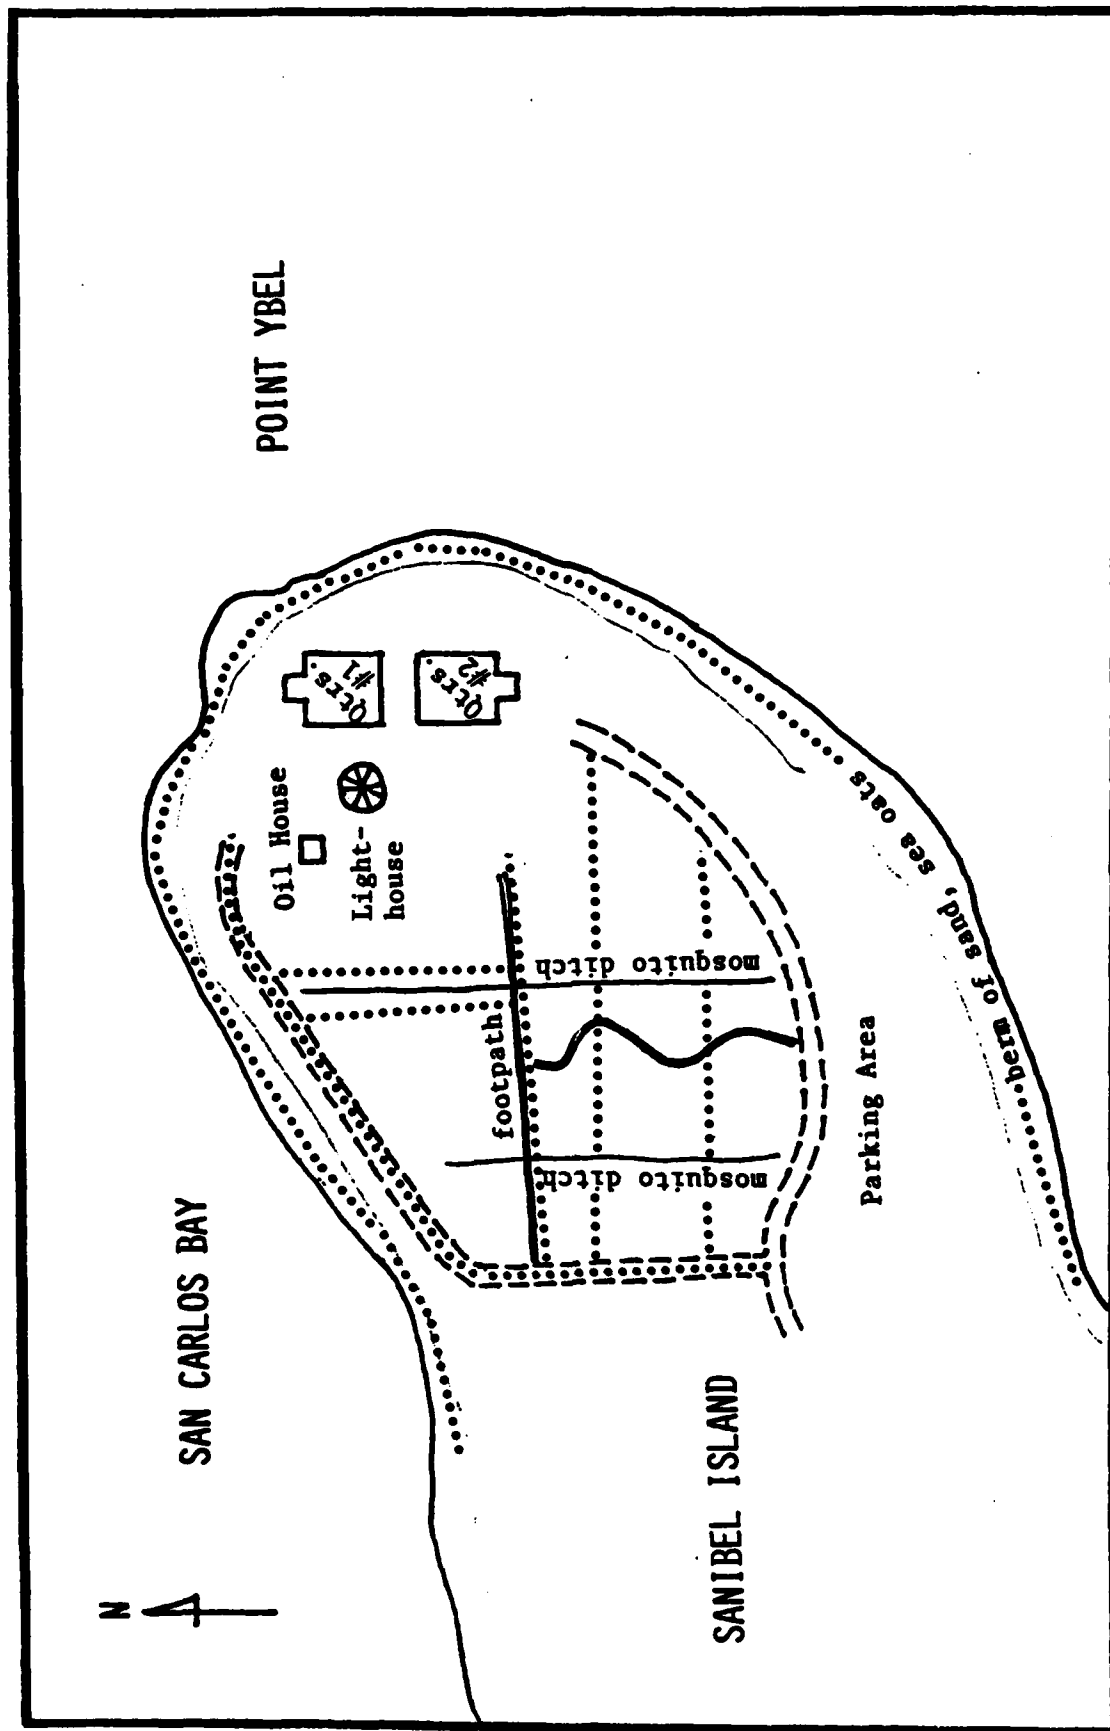 N
SAN CARLOS BAY
POINT YBEL
Oil House
Light-
house
Qtrs.
#1
Qtrs.
#2
footpath
mosquito ditch
mosquito ditch
Parking Area
SANIBEL ISLAND
berm of sand, sea oats